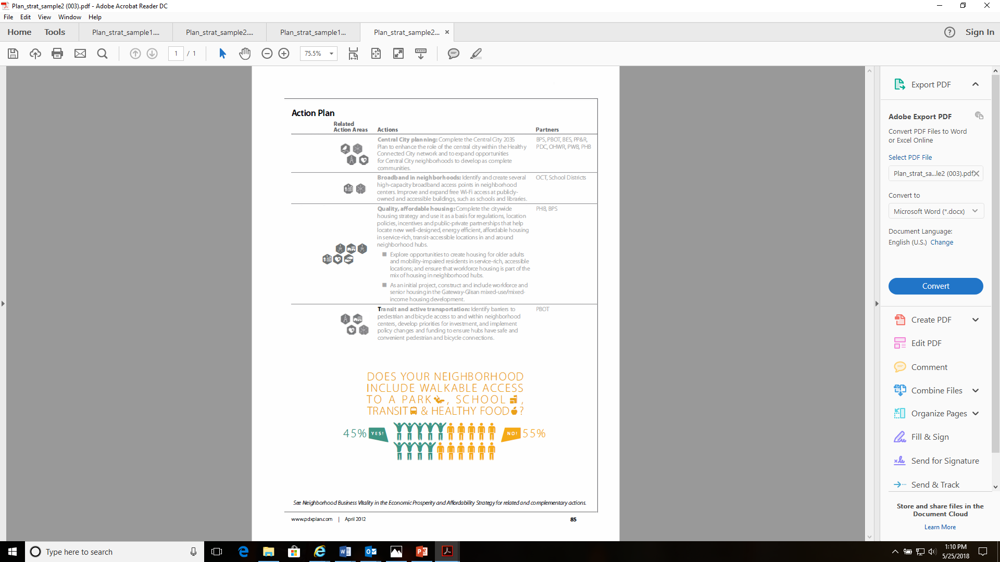 Plan_strat_sample2 (003).pdf - Adobe Acrobat Reader DC
File Edit View Window Help
Home Tools Plan_strat_sample1.... Plan_strat_sample2.... Plan_strat_sample1... Plan_strat_sample2... Sign In
1 / 1 75.5%
Action Plan
Related
Action Areas Actions Partners
Central City planning: Complete the Central City 2035
Plan to enhance the role of the central city within the Healthy
Connected City network and to expand opportunities
for Central City neighborhoods to develop as complete
communities.
BPS, PBOT, BES, PP&R,
PDC, OHWR, PWB, PHB
Broadband in neighborhoods: Identify and create several
high-capacity broadband access points in neighborhood
centers. Improve and expand free Wi-Fi access at publicly-
owned and accessible buildings, such as schools and libraries.
OCT, School Districts
Quality, affordable housing: Complete the citywide
housing strategy and use it as a basis for regulations, location
policies, incentives and public-private partnerships that help
locate new well-designed, energy efficient, affordable housing
in service-rich, transit-accessible locations in and around
neighborhood hubs.
PHB, BPS
■ Explore opportunities to create housing for older adults
and mobility-impaired residents in service-rich, accessible
locations; and ensure that workforce housing is part of the
mix of housing in neighborhood hubs.
■ As an initial project, construct and include workforce and
senior housing in the Gateway-Glisan mixed-use/mixed-
income housing development.
Transit and active transportation: Identify barriers to
pedestrian and bicycle access to and within neighborhood
centers, develop priorities for investment, and implement
policy changes and funding to ensure hubs have safe and
convenient pedestrian and bicycle connections.
PBOT
DOES YOUR NEIGHBORHOOD
INCLUDE WALKABLE ACCESS
TO A PARK, SCHOOL,
TRANSIT & HEALTHY FOOD?
45% YES! NO! 55%
See Neighborhood Business Vitality in the Economic Prosperity and Affordability Strategy for related and complementary actions.
www.pdxplan.com | April 2012 85
Export PDF
Adobe Export PDF
Convert PDF Files to Word
or Excel Online
Select PDF File
Plan_strat_sa...le2 (003).pdf
Convert to
Microsoft Word (*.docx)
Document Language:
English (U.S.) Change
Convert
Create PDF
Edit PDF
Comment
Combine Files
Organize Pages
Fill & Sign
Send for Signature
Send & Track
Store and share files in the
Document Cloud
Learn More
Type here to search
1:10 PM
5/25/2018